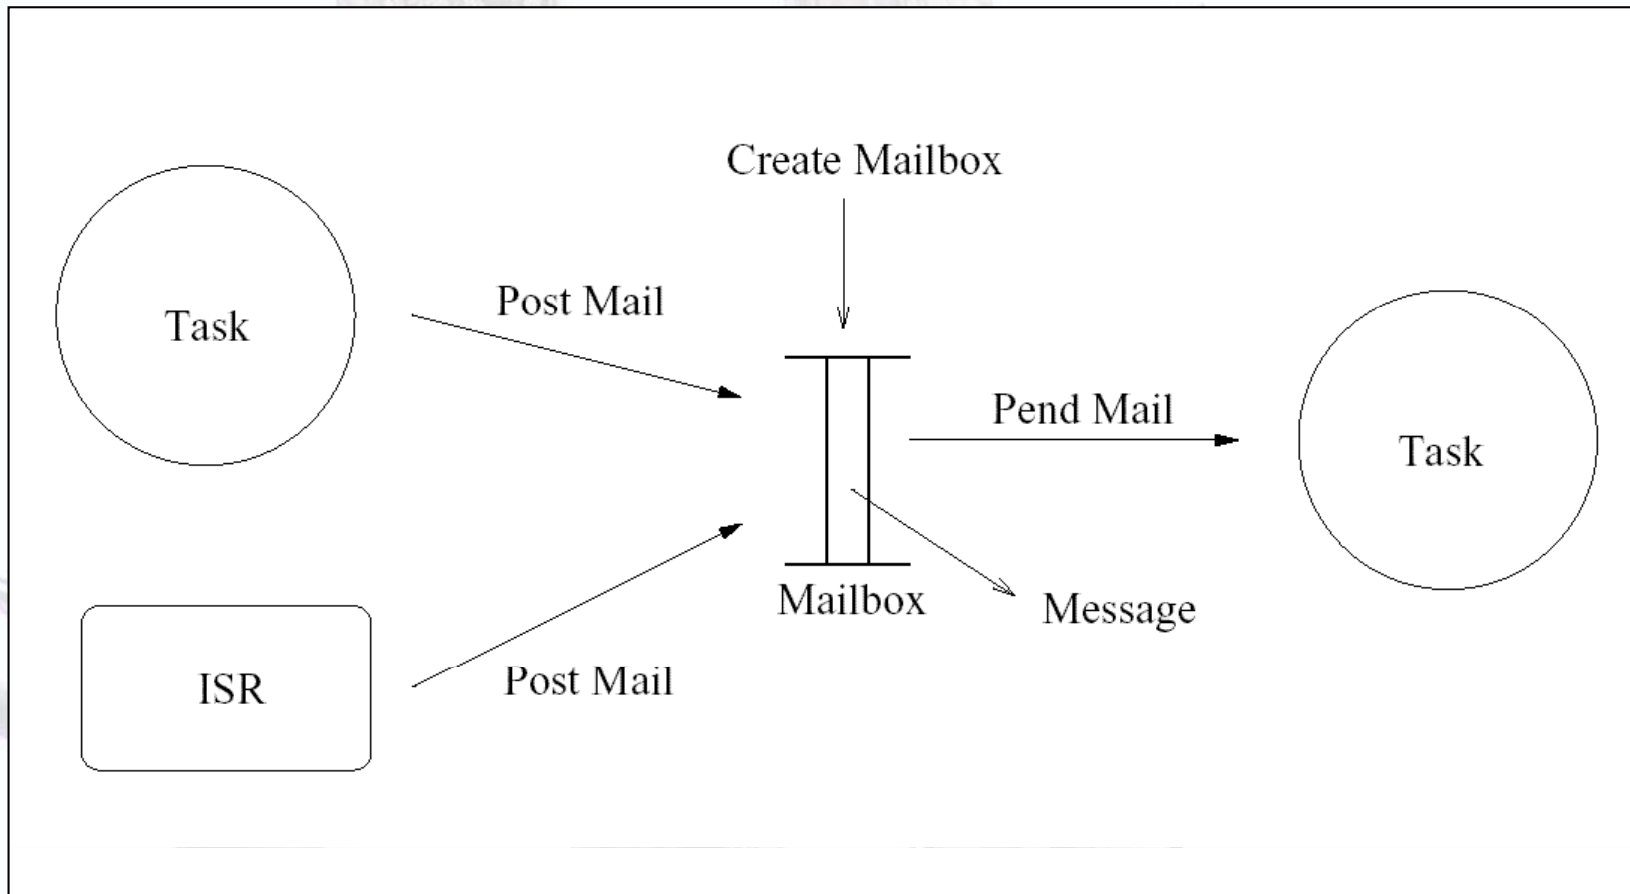 Create Mailbox
Post Mail
Task
Pend Mail
Task
Mailbox
Message
Post Mail
ISR